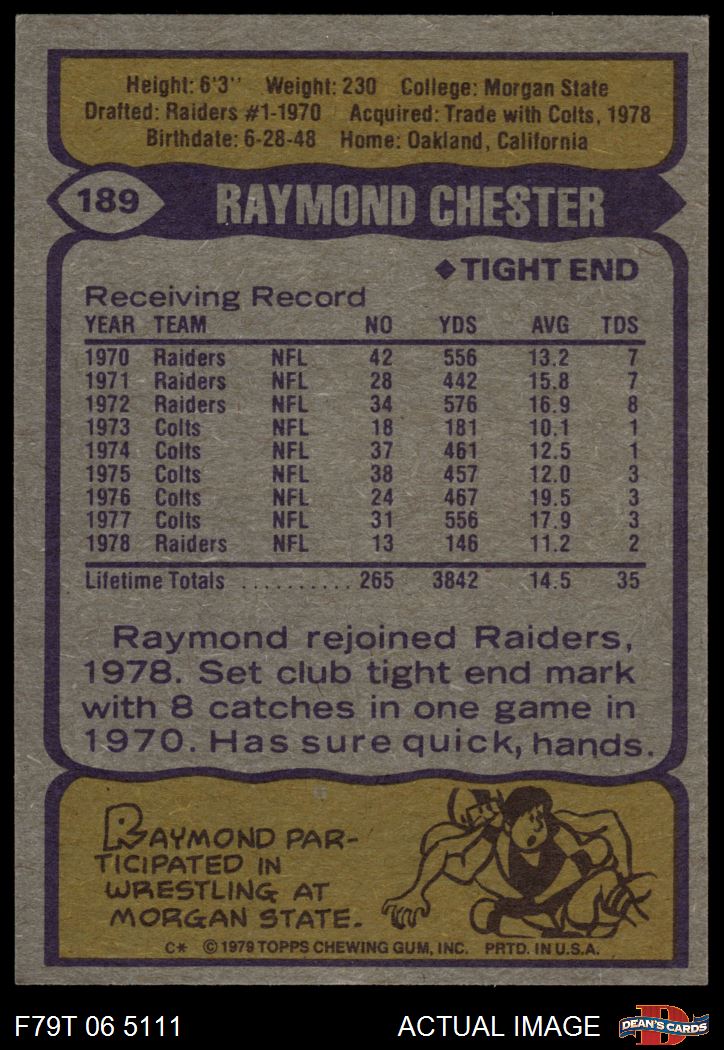 Height: 6'3'' Weight: 230 College: Morgan State
Drafted: Raiders #1-1970 Acquired: Trade with Colts, 1978
Birthdate: 6-28-48 Home: Oakland, California
189 RAYMOND CHESTER
◆TIGHT END
Receiving Record
YEAR TEAM NO YDS AVG TDS
1970 Raiders NFL 42 556 13.2 7
1971 Raiders NFL 28 442 15.8 7
1972 Raiders NFL 34 576 16.9 8
1973 Colts NFL 18 181 10.1 1
1974 Colts NFL 37 461 12.5 1
1975 Colts NFL 38 457 12.0 3
1976 Colts NFL 24 467 19.5 3
1977 Colts NFL 31 556 17.9 3
1978 Raiders NFL 13 146 11.2 2
Lifetime Totals .......... 265 3842 14.5 35
Raymond rejoined Raiders,
1978. Set club tight end mark
with 8 catches in one game in
1970. Has sure quick, hands.
RAYMOND PAR-
TICIPATED IN
WRESTLING AT
MORGAN STATE.
C* © 1979 TOPPS CHEWING GUM, INC. PRTD. IN U.S.A.
F79T 06 5111 ACTUAL IMAGE D DEAN'S CARDS